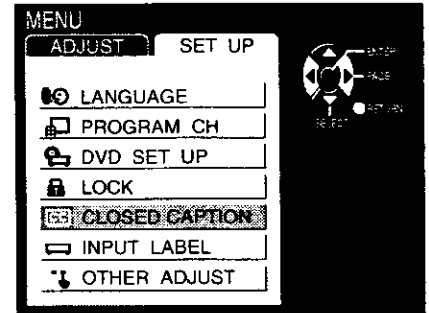 MENU
ADJUST SET UP
LANGUAGE
PROGRAM CH
DVD SET UP
LOCK
CC CLOSED CAPTION
INPUT LABEL
OTHER ADJUST
ENTER
PAGE
RETURN
SELECT